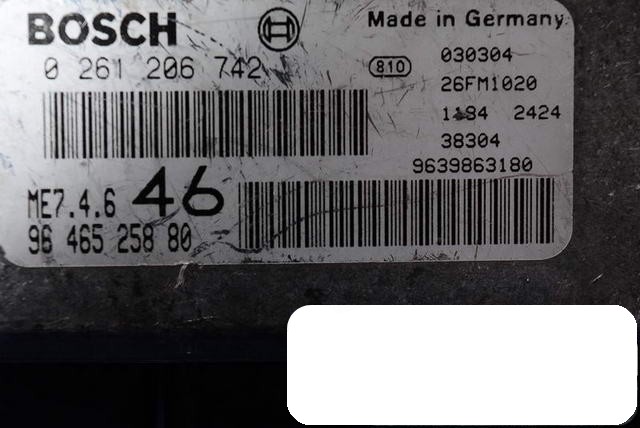 BOSCH
Made in Germany
0 261 206 742
810
030304
26FM1020
1184 2424
38304
9639863180
ME7.4.6 46
96 465 258 80